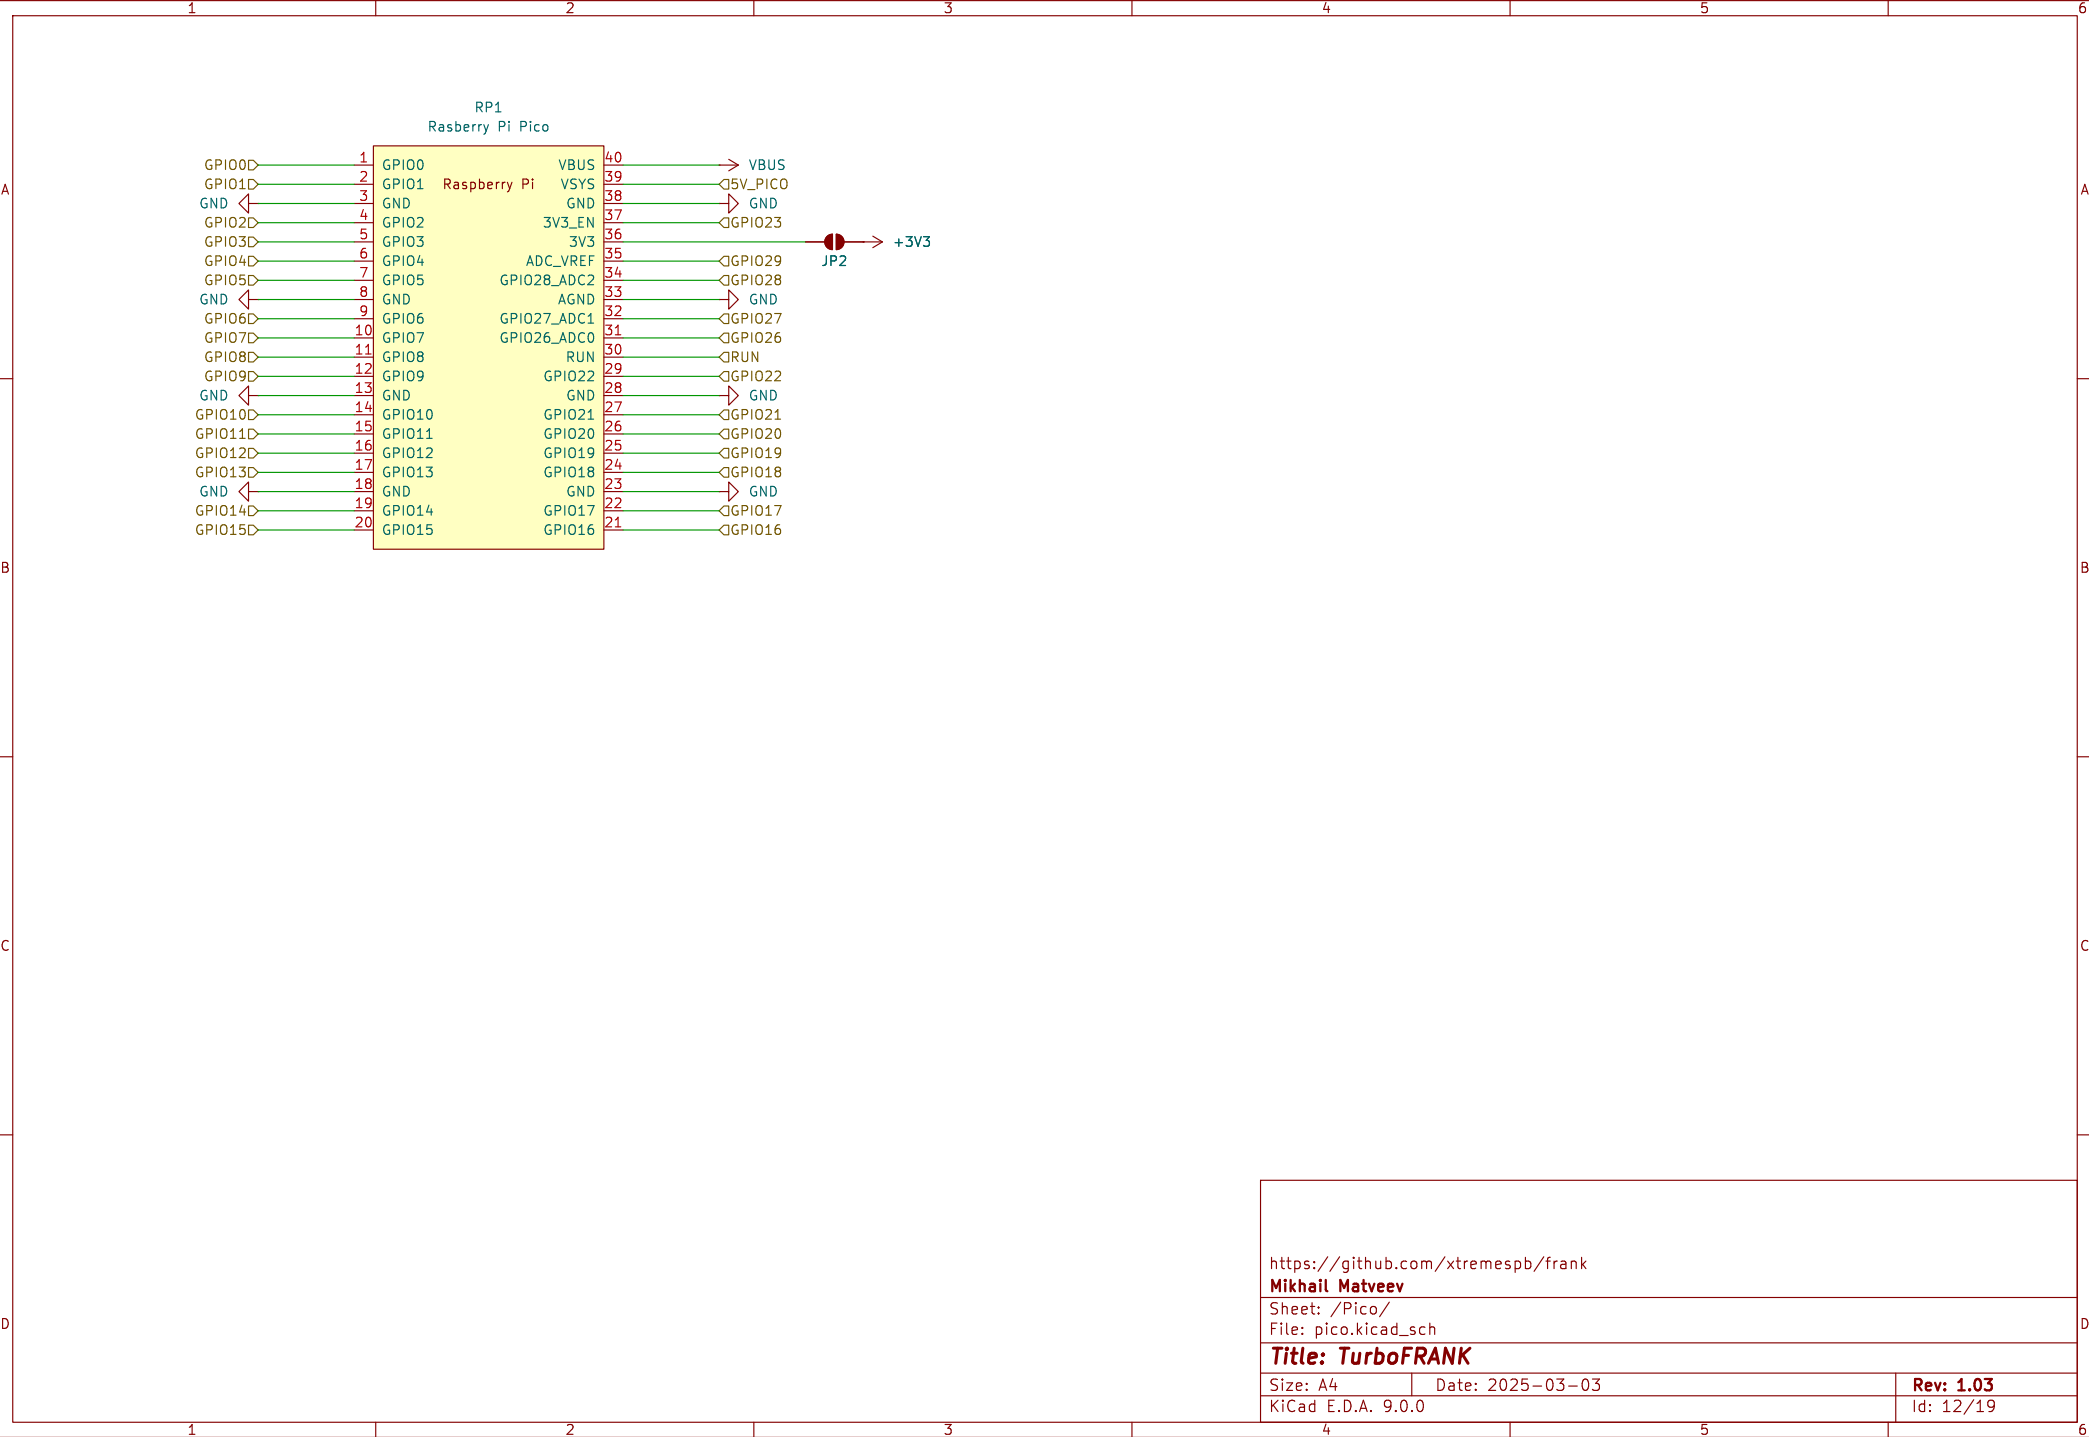 1 2 3 4 5 6
RP1
Rasberry Pi Pico
Raspberry Pi
GPIO0 1 GPIO0 VBUS 40 VBUS
GPIO1 2 GPIO1 VSYS 39 5V_PICO
GND 3 GND GND 38 GND
GPIO2 4 GPIO2 3V3_EN 37 GPIO23
GPIO3 5 GPIO3 3V3 36 +3V3
JP2
GPIO4 6 GPIO4 ADC_VREF 35 GPIO29
GPIO5 7 GPIO5 GPIO28_ADC2 34 GPIO28
GND 8 GND AGND 33 GND
GPIO6 9 GPIO6 GPIO27_ADC1 32 GPIO27
GPIO7 10 GPIO7 GPIO26_ADC0 31 GPIO26
GPIO8 11 GPIO8 RUN 30 RUN
GPIO9 12 GPIO9 GPIO22 29 GPIO22
GND 13 GND GND 28 GND
GPIO10 14 GPIO10 GPIO21 27 GPIO21
GPIO11 15 GPIO11 GPIO20 26 GPIO20
GPIO12 16 GPIO12 GPIO19 25 GPIO19
GPIO13 17 GPIO13 GPIO18 24 GPIO18
GND 18 GND GND 23 GND
GPIO14 19 GPIO14 GPIO17 22 GPIO17
GPIO15 20 GPIO15 GPIO16 21 GPIO16
A A
B B
C C
D D
https://github.com/xtremespb/frank
Mikhail Matveev
Sheet: /Pico/
File: pico.kicad_sch
Title: TurboFRANK
Size: A4 Date: 2025-03-03 Rev: 1.03
KiCad E.D.A. 9.0.0 Id: 12/19
1 2 3 4 5 6